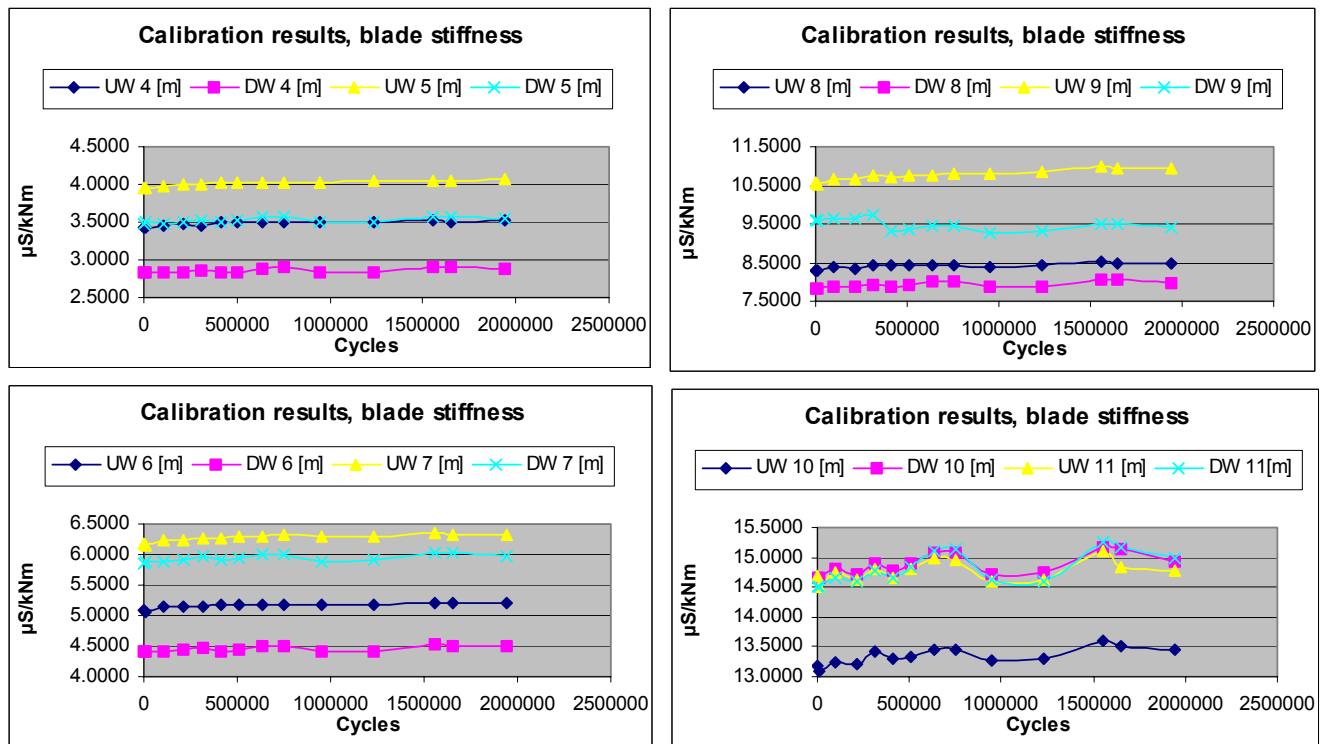 Calibration results, blade stiffness
UW 4 [m] DW 4 [m] UW 5 [m] DW 5 [m]
4.5000
4.0000
3.5000
3.0000
2.5000
µS/kNm
0 500000 1000000 1500000 2000000 2500000
Cycles
Calibration results, blade stiffness
UW 8 [m] DW 8 [m] UW 9 [m] DW 9 [m]
11.5000
10.5000
9.5000
8.5000
7.5000
µS/kNm
0 500000 1000000 1500000 2000000 2500000
Cycles
Calibration results, blade stiffness
UW 6 [m] DW 6 [m] UW 7 [m] DW 7 [m]
6.5000
6.0000
5.5000
5.0000
4.5000
4.0000
µS/kNm
0 500000 1000000 1500000 2000000 2500000
Cycles
Calibration results, blade stiffness
UW 10 [m] DW 10 [m] UW 11 [m] DW 11[m]
15.5000
15.0000
14.5000
14.0000
13.5000
13.0000
µS/kNm
0 500000 1000000 1500000 2000000 2500000
Cycles